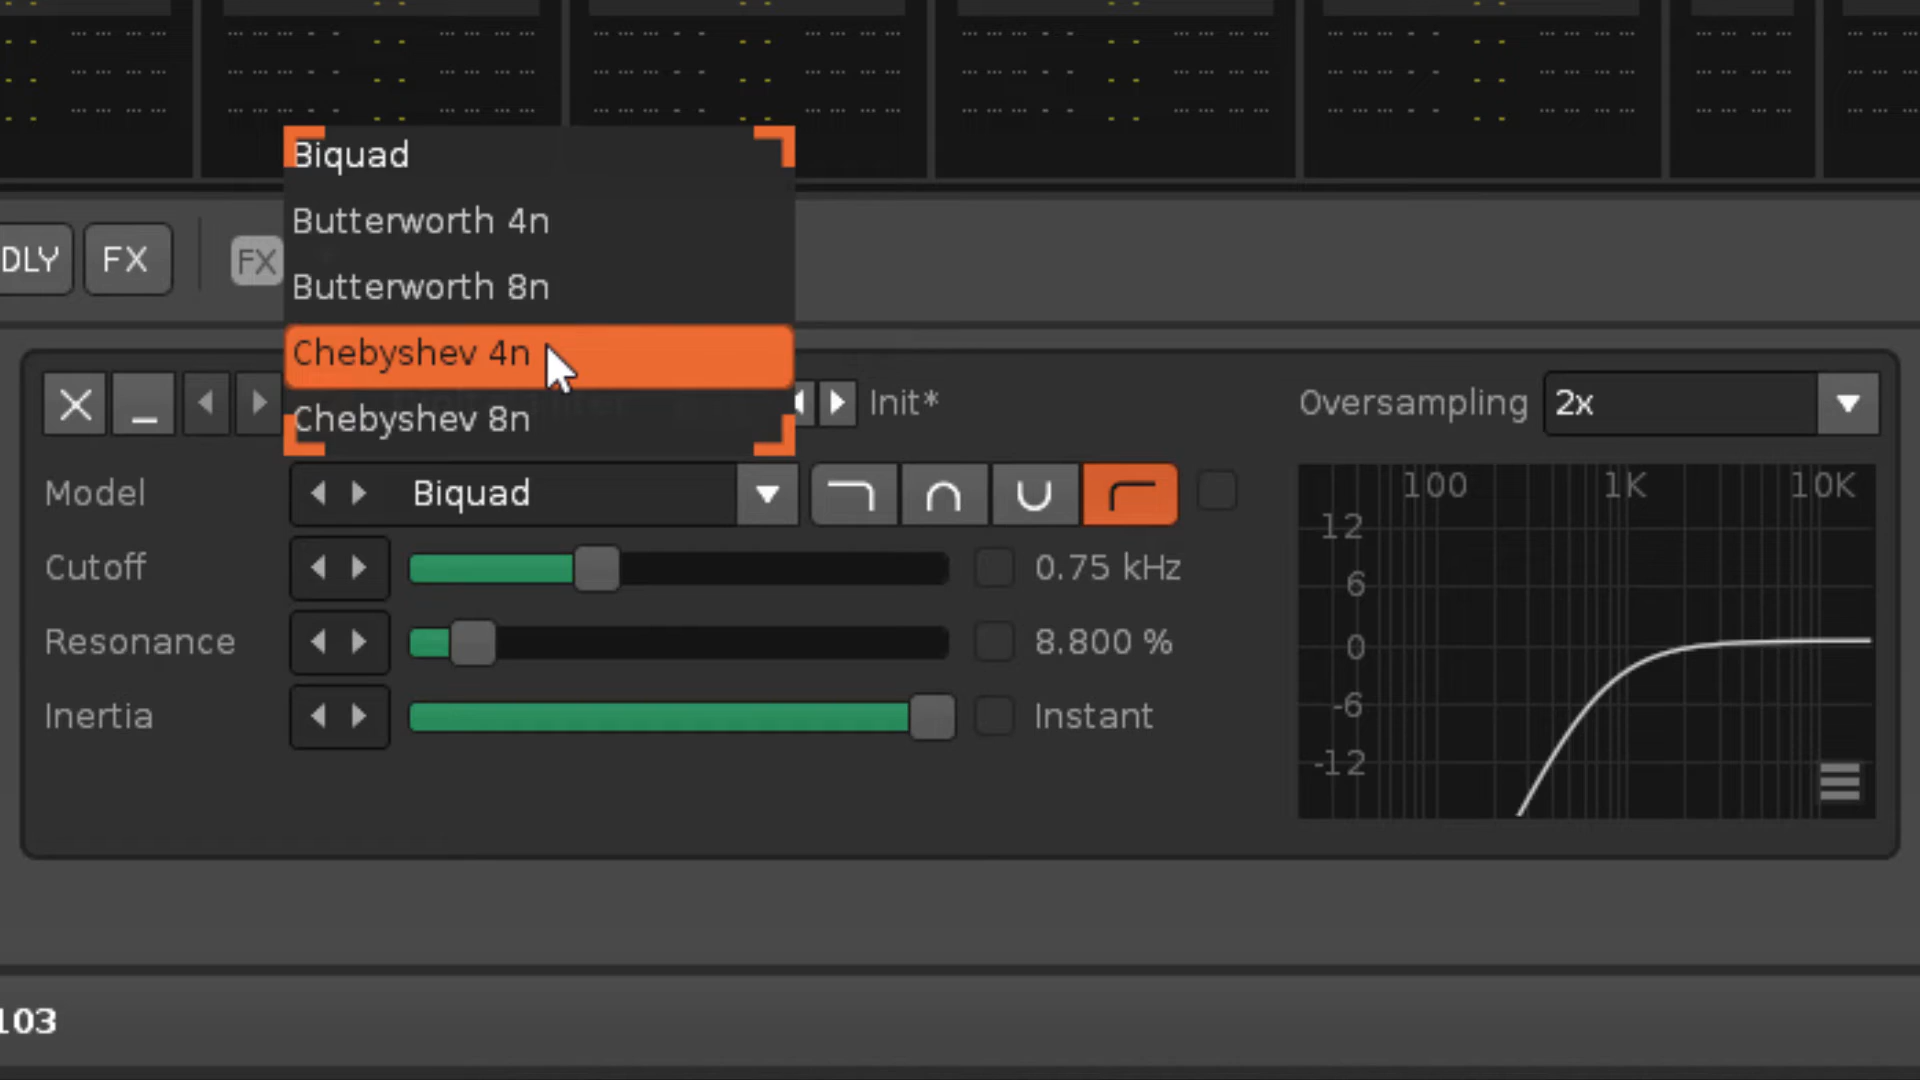 Biquad
Butterworth 4n
Butterworth 8n
Chebyshev 4n
Chebyshev 8n
DLY FX FX
Init* Oversampling 2x
Model Biquad
Cutoff 0.75 kHz
Resonance 8.800 %
Inertia Instant
100 1K 10K
12
6
0
-6
-12
103